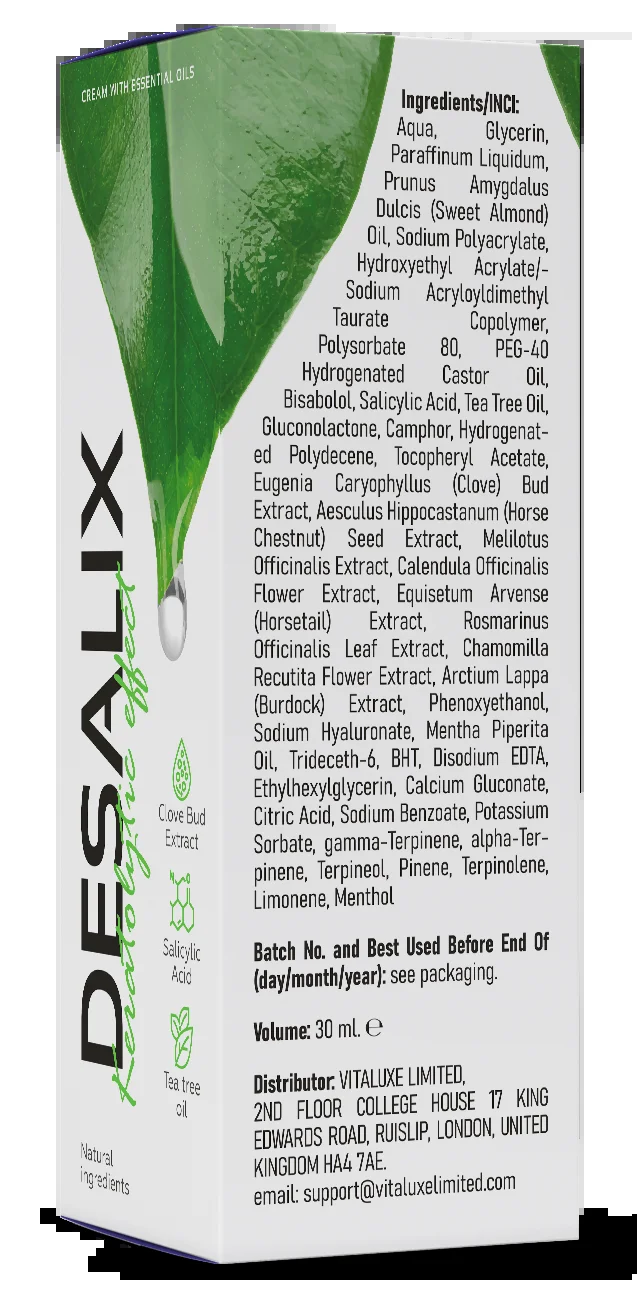 CREAM WITH ESSENTIAL OILS
DESALIX
Keratolytic effect
Clove Bud
Extract
Salicylic
Acid
Tea tree
oil
Natural
ingredients
Ingredients/INCI:
Aqua, Glycerin,
Paraffinum Liquidum,
Prunus Amygdalus
Dulcis (Sweet Almond)
Oil, Sodium Polyacrylate,
Hydroxyethyl Acrylate/-
Sodium Acryloyldimethyl
Taurate Copolymer,
Polysorbate 80, PEG-40
Hydrogenated Castor Oil,
Bisabolol, Salicylic Acid, Tea Tree Oil,
Gluconolactone, Camphor, Hydrogenat-
ed Polydecene, Tocopheryl Acetate,
Eugenia Caryophyllus (Clove) Bud
Extract, Aesculus Hippocastanum (Horse
Chestnut) Seed Extract, Melilotus
Officinalis Extract, Calendula Officinalis
Flower Extract, Equisetum Arvense
(Horsetail) Extract, Rosmarinus
Officinalis Leaf Extract, Chamomilla
Recutita Flower Extract, Arctium Lappa
(Burdock) Extract, Phenoxyethanol,
Sodium Hyaluronate, Mentha Piperita
Oil, Trideceth-6, BHT, Disodium EDTA,
Ethylhexylglycerin, Calcium Gluconate,
Citric Acid, Sodium Benzoate, Potassium
Sorbate, gamma-Terpinene, alpha-Ter-
pinene, Terpineol, Pinene, Terpinolene,
Limonene, Menthol
Batch No. and Best Used Before End Of
(day/month/year): see packaging.
Volume: 30 ml. ℮
Distributor: VITALUXE LIMITED,
2ND FLOOR COLLEGE HOUSE 17 KING
EDWARDS ROAD, RUISLIP, LONDON, UNITED
KINGDOM HA4 7AE.
email: support@vitaluxelimited.com